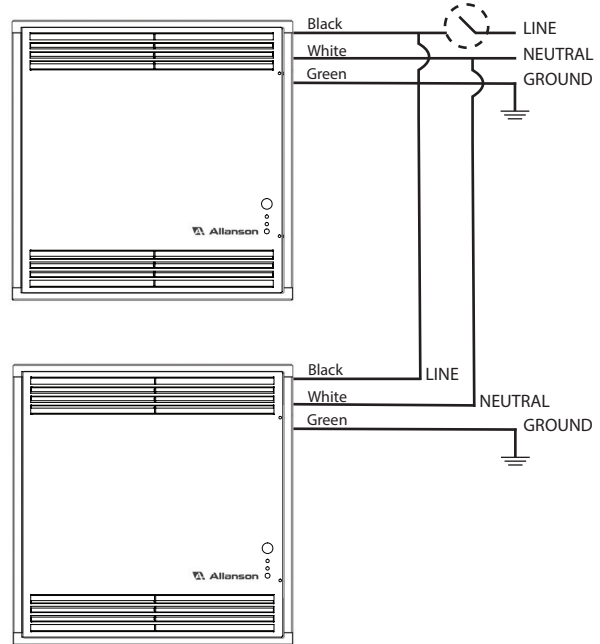 Black
LINE
White
NEUTRAL
Green
GROUND
Allanson
Black
LINE
White
NEUTRAL
Green
GROUND
Allanson